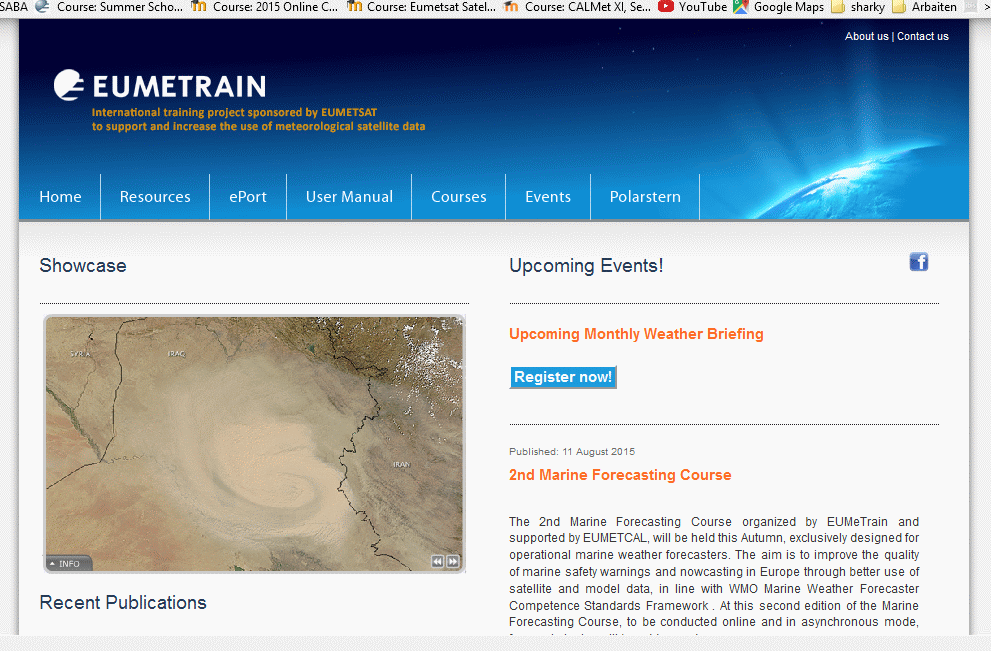 SABA Course: Summer Scho... Course: 2015 Online C... Course: Eumetsat Satel... Course: CALMet XI, Se... YouTube Google Maps sharky Arbaiten >
About us | Contact us
EUMETRAIN
International training project sponsored by EUMETSAT
to support and increase the use of meteorological satellite data
Home Resources ePort User Manual Courses Events Polarstern
Showcase
SYRIA IRAQ
IRAN
INFO
Recent Publications
Upcoming Events!
Upcoming Monthly Weather Briefing
Register now!
Published: 11 August 2015
2nd Marine Forecasting Course
The 2nd Marine Forecasting Course organized by EUMeTrain and
supported by EUMETCAL, will be held this Autumn, exclusively designed for
operational marine weather forecasters. The aim is to improve the quality
of marine safety warnings and nowcasting in Europe through better use of
satellite and model data, in line with WMO Marine Weather Forecaster
Competence Standards Framework . At this second edition of the Marine
Forecasting Course, to be conducted online and in asynchronous mode,